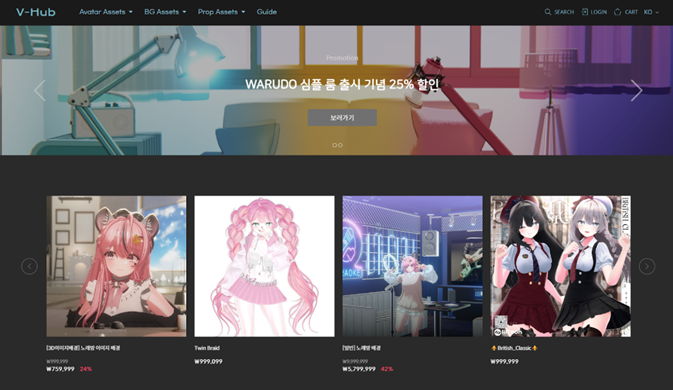 V-Hub Avatar Assets BG Assets Prop Assets Guide SEARCH LOGIN CART KO
Promotion
WARUDO 심플 룸 출시 기념 25% 할인
보러가기
[3D이미지배경] 노래방 이미지 배경
Twin Braid
[일반] 노래방 배경
British_Classic
₩999,999
₩759,999 24%
₩999,099
₩9,999,999
₩5,799,999 42%
₩999,999